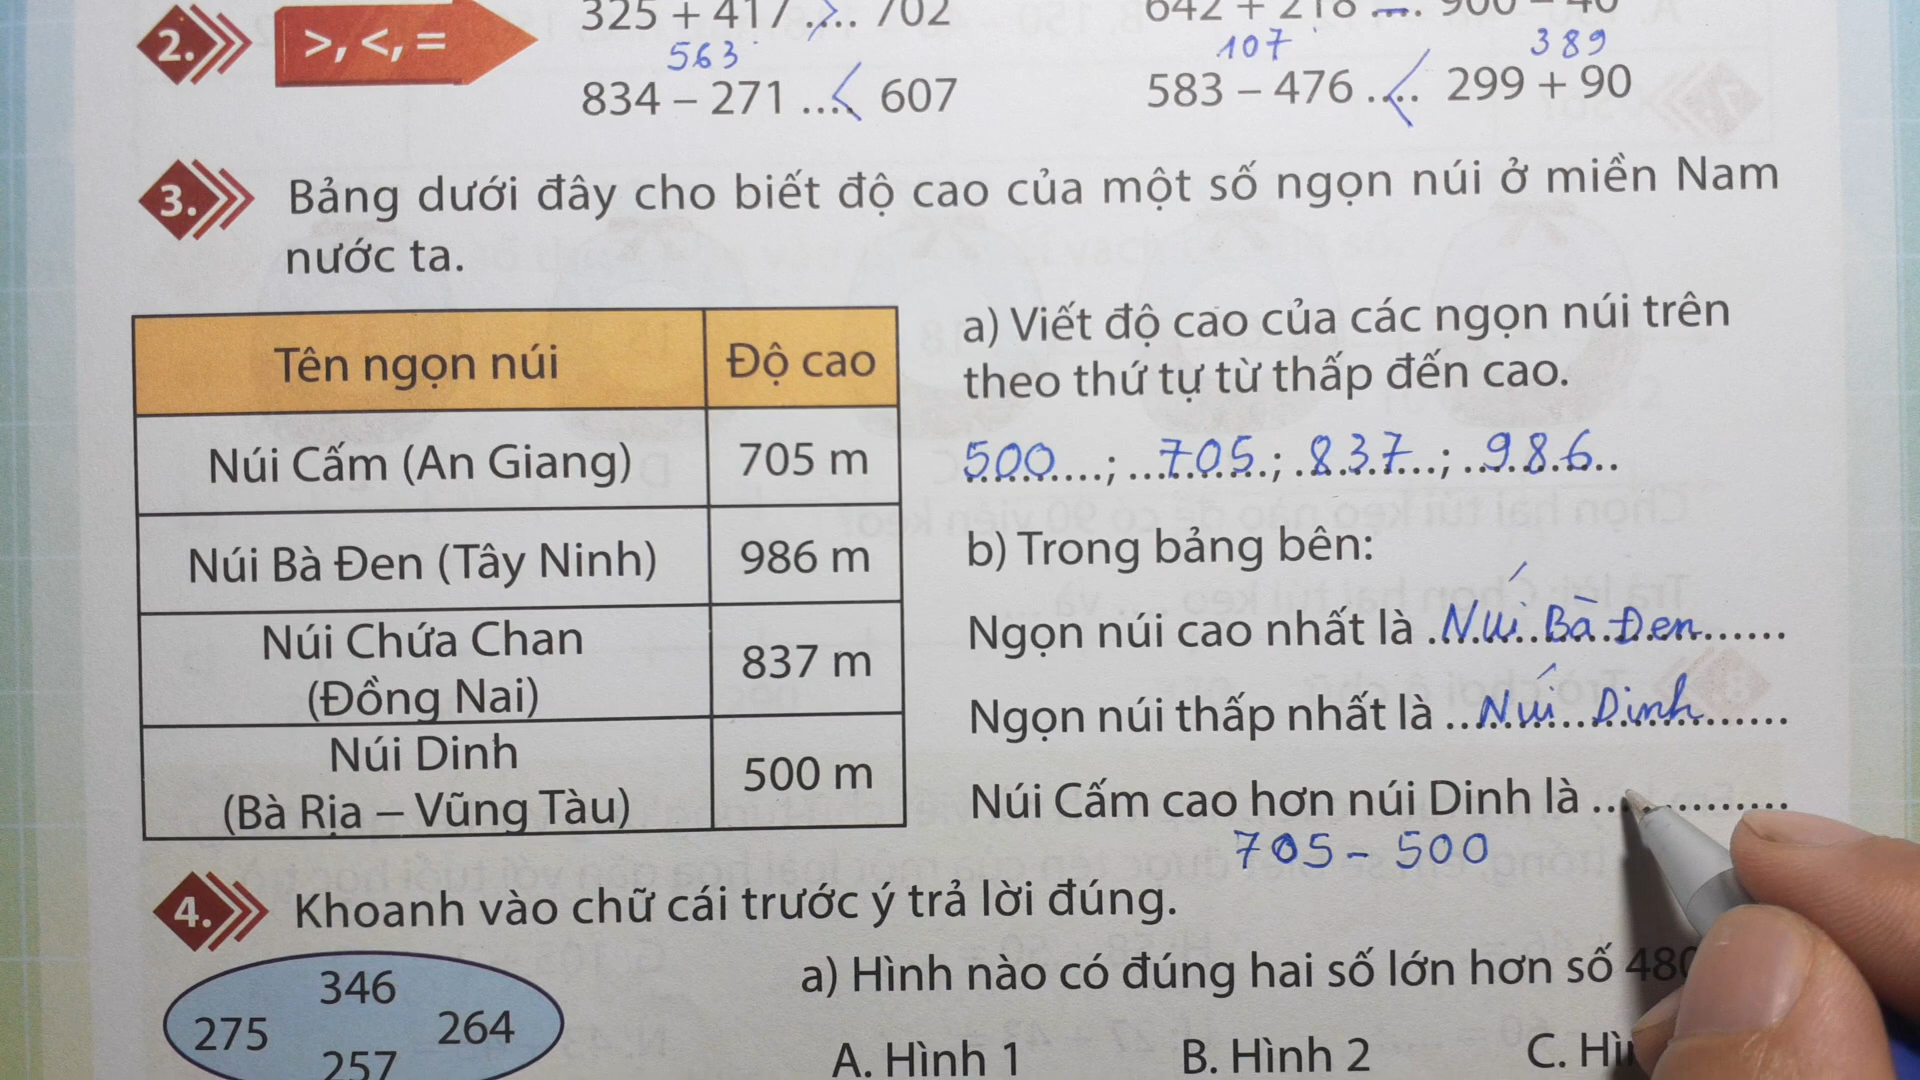 2. >, <, = 325 + 417 .>... 702 642 + 218 .=.. 900 – 40
563 107 389
834 – 271 ...< 607 583 – 476 ..<.. 299 + 90
3. Bảng dưới đây cho biết độ cao của một số ngọn núi ở miền Nam
nước ta.
Tên ngọn núi Độ cao
Núi Cấm (An Giang) 705 m
Núi Bà Đen (Tây Ninh) 986 m
Núi Chứa Chan
(Đồng Nai) 837 m
Núi Dinh
(Bà Rịa – Vũng Tàu) 500 m
a) Viết độ cao của các ngọn núi trên
theo thứ tự từ thấp đến cao.
500; 705; 837; 986
b) Trong bảng bên:
Ngọn núi cao nhất là Núi Bà Đen
Ngọn núi thấp nhất là Núi Dinh
Núi Cấm cao hơn núi Dinh là ............
705 - 500
4. Khoanh vào chữ cái trước ý trả lời đúng.
346
275 264
257
a) Hình nào có đúng hai số lớn hơn số
A. Hình 1 B. Hình 2 C.